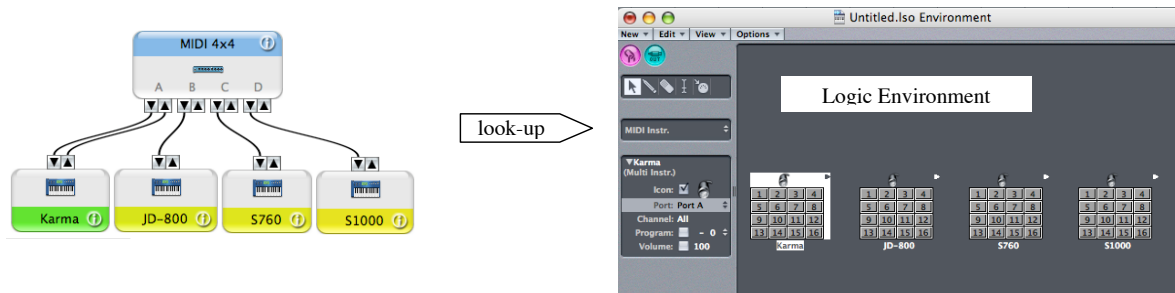 MIDI 4x4
A B C D
Karma
JD-800
S760
S1000
look-up
Untitled.lso Environment
New Edit View Options
MIDI Instr.
Karma
(Multi Instr.)
Icon:
Port: Port A
Channel: All
Program: - 0
Volume: 100
Logic Environment
1 2 3 4
5 6 7 8
9 10 11 12
13 14 15 16
Karma
1 2 3 4
5 6 7 8
9 10 11 12
13 14 15 16
JD-800
1 2 3 4
5 6 7 8
9 10 11 12
13 14 15 16
S760
1 2 3 4
5 6 7 8
9 10 11 12
13 14 15 16
S1000